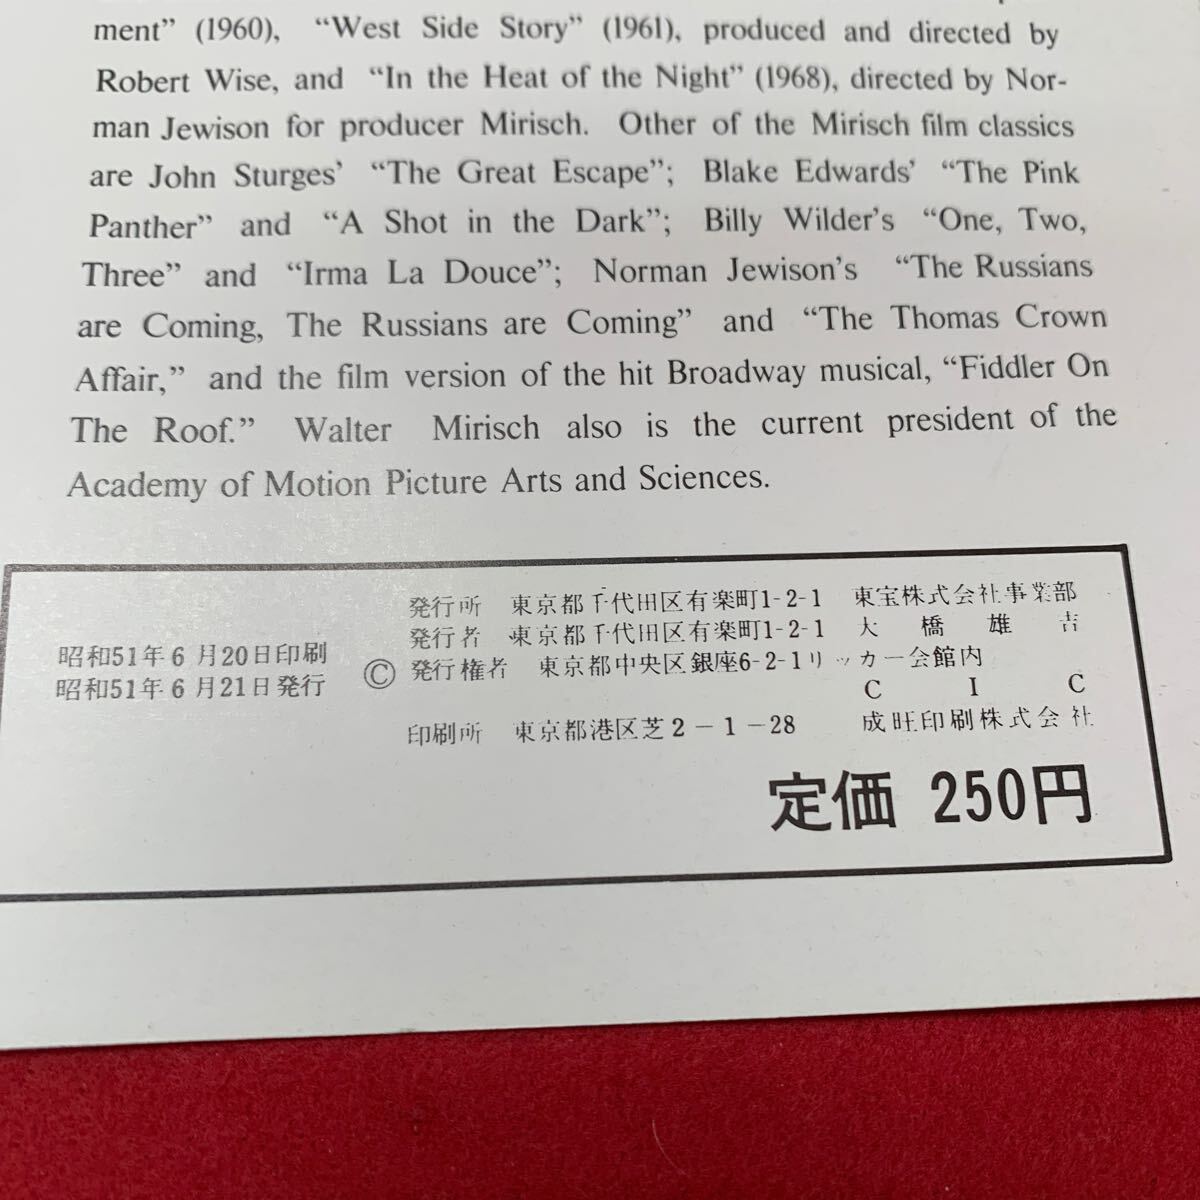 ment” (1960), “West Side Story” (1961), produced and directed by
Robert Wise, and “In the Heat of the Night” (1968), directed by Nor-
man Jewison for producer Mirisch. Other of the Mirisch film classics
are John Sturges’ “The Great Escape”; Blake Edwards’ “The Pink
Panther” and “A Shot in the Dark”; Billy Wilder’s “One, Two,
Three” and “Irma La Douce”; Norman Jewison’s “The Russians
are Coming, The Russians are Coming” and “The Thomas Crown
Affair,” and the film version of the hit Broadway musical, “Fiddler On
The Roof.” Walter Mirisch also is the current president of the
Academy of Motion Picture Arts and Sciences.
昭和51年6月20日印刷
昭和51年6月21日発行
©
発行所 東京都千代田区有楽町1-2-1 東宝株式会社事業部
発行者 東京都千代田区有楽町1-2-1 大橋雄吉
発行権者 東京都中央区銀座6-2-1リッカー会館内
C I C
印刷所 東京都港区芝2-1-28 成旺印刷株式会社
定価 250円